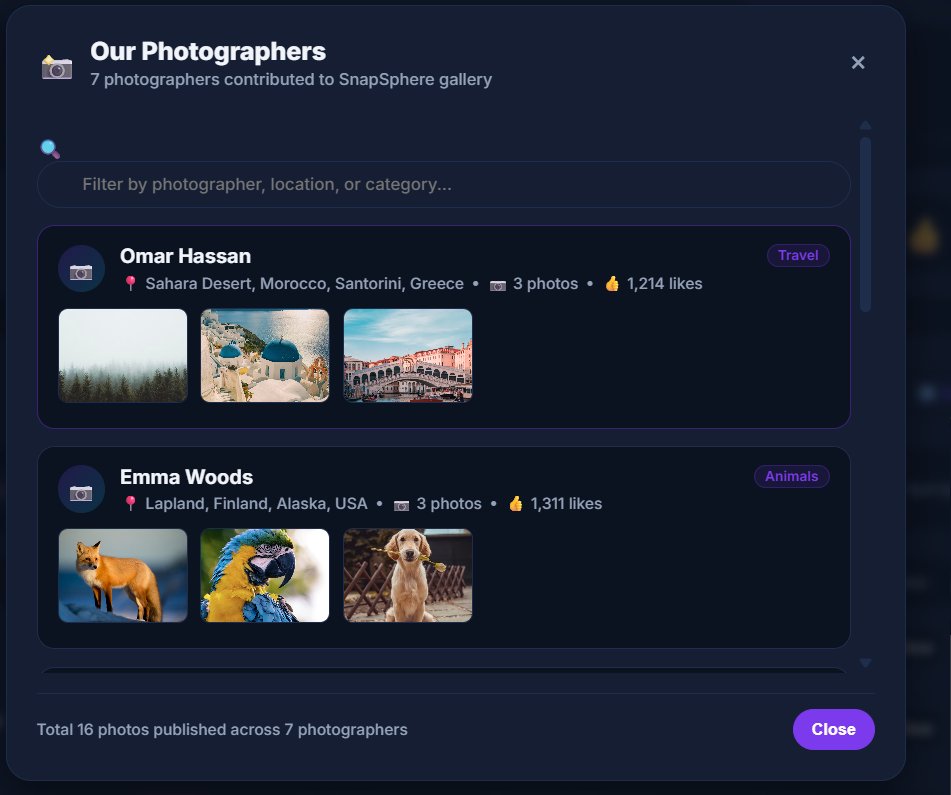 Our Photographers
7 photographers contributed to SnapSphere gallery
Filter by photographer, location, or category...
Omar Hassan
Travel
Sahara Desert, Morocco, Santorini, Greece • 3 photos • 1,214 likes
Emma Woods
Animals
Lapland, Finland, Alaska, USA • 3 photos • 1,311 likes
Total 16 photos published across 7 photographers
Close